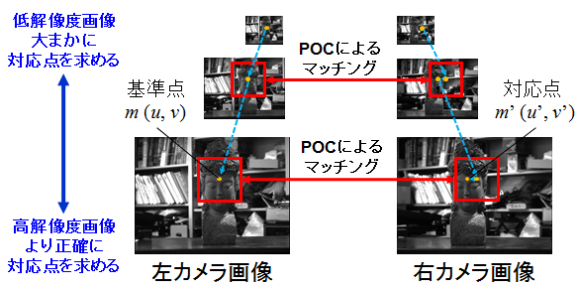 低解像度画像
大まかに
対応点を求める
POCによる
マッチング
基準点
m (u, v)
対応点
m’ (u’, v’)
POCによる
マッチング
高解像度画像
より正確に
対応点を求める
左カメラ画像
右カメラ画像